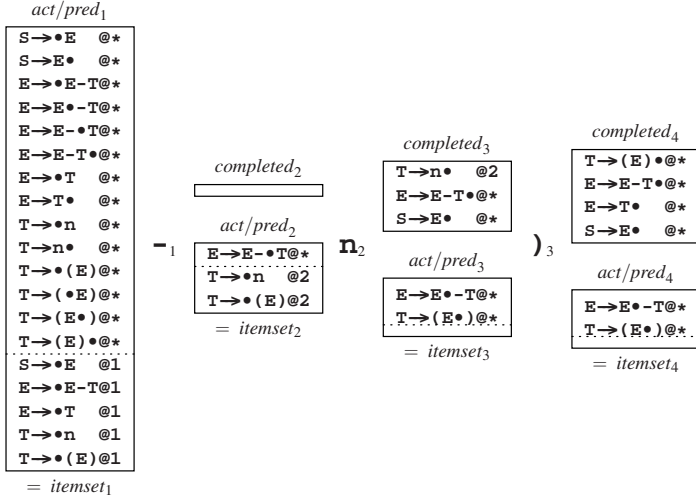 act/pred₁
S→•E @*
S→E• @*
E→•E-T@*
E→E•-T@*
E→E-•T@*
E→E-T•@*
E→•T @*
E→T• @*
T→•n @*
T→n• @*
T→•(E)@*
T→(•E)@*
T→(E•)@*
T→(E)•@*
S→•E @1
E→•E-T@1
E→•T @1
T→•n @1
T→•(E)@1
= itemset₁
-₁
completed₂
act/pred₂
E→E-•T@*
T→•n @2
T→•(E)@2
= itemset₂
n₂
completed₃
T→n• @2
E→E-T•@*
S→E• @*
act/pred₃
E→E•-T@*
T→(E•)@*
= itemset₃
)₃
completed₄
T→(E)•@*
E→E-T•@*
E→T• @*
S→E• @*
act/pred₄
E→E•-T@*
T→(E•)@*
= itemset₄